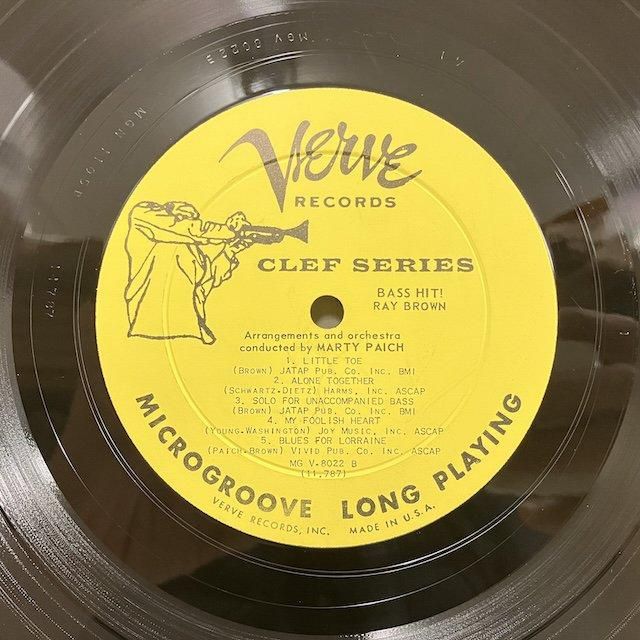 Verve
RECORDS
CLEF SERIES
BASS HIT!
RAY BROWN
Arrangements and orchestra
conducted by MARTY PAICH
1. LITTLE TOE
(BROWN) JATAP PUB. CO. INC. BMI
2. ALONE TOGETHER
(SCHWARTZ-DIETZ) HARMS, INC. ASCAP
3. SOLO FOR UNACCOMPANIED BASS
(BROWN) JATAP PUB. CO. INC. BMI
4. MY FOOLISH HEART
(YOUNG-WASHINGTON) JOY MUSIC, INC. ASCAP
5. BLUES FOR LORRAINE
(PAICH-BROWN) VIVID PUB. CO. INC. ASCAP
MG V-8022 B
(11,787)
MICROGROOVE LONG PLAYING
VERVE RECORDS, INC. MADE IN U.S.A.